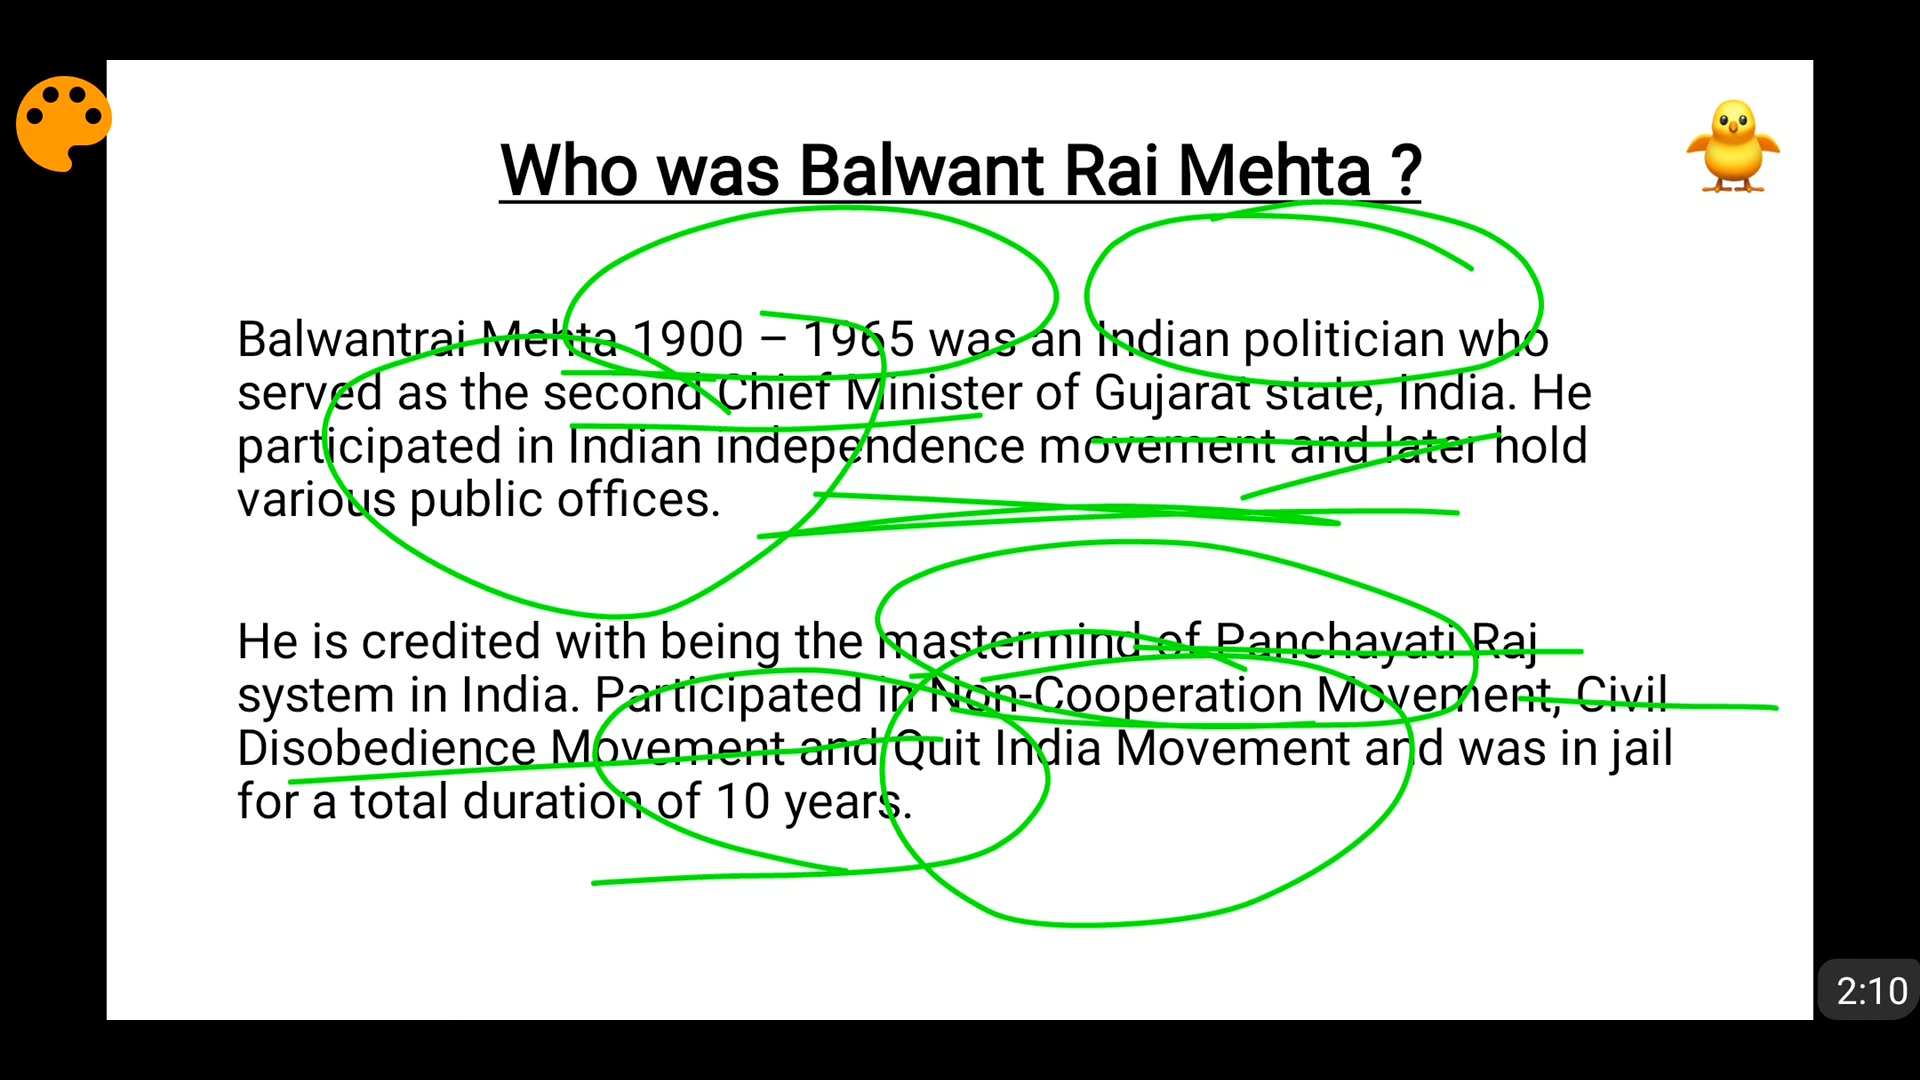 Who was Balwant Rai Mehta ?
Balwantrai Mehta 1900 – 1965 was an Indian politician who
served as the second Chief Minister of Gujarat state, India. He
participated in Indian independence movement and later hold
various public offices.
He is credited with being the mastermind of Panchayati Raj
system in India. Participated in Non-Cooperation Movement, Civil
Disobedience Movement and Quit India Movement and was in jail
for a total duration of 10 years.
2:10